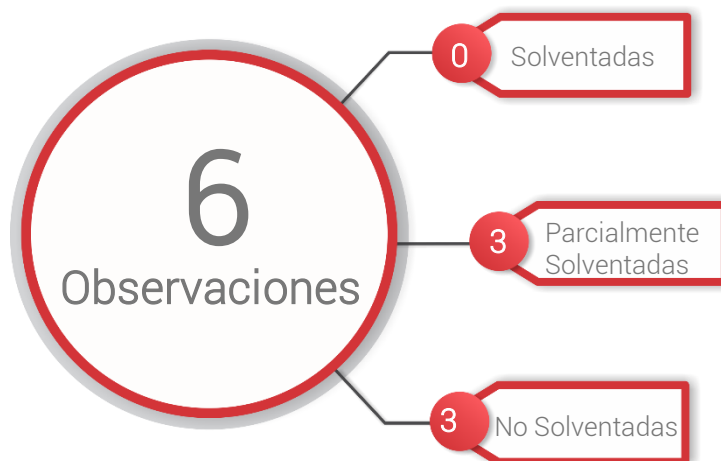 6
Observaciones
0
Solventadas
3
Parcialmente
Solventadas
3
No Solventadas